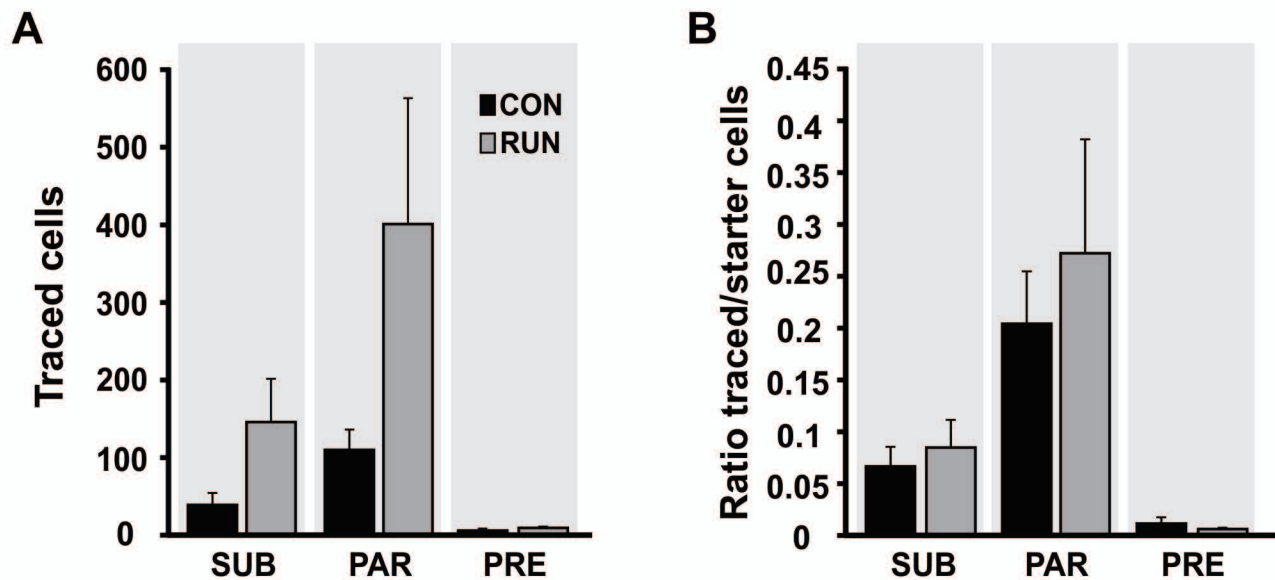 A
Traced cells
600
500
400
300
200
100
0
CON
RUN
SUB PAR PRE
B
Ratio traced/starter cells
0.45
0.4
0.35
0.3
0.25
0.2
0.15
0.1
0.05
0
SUB PAR PRE